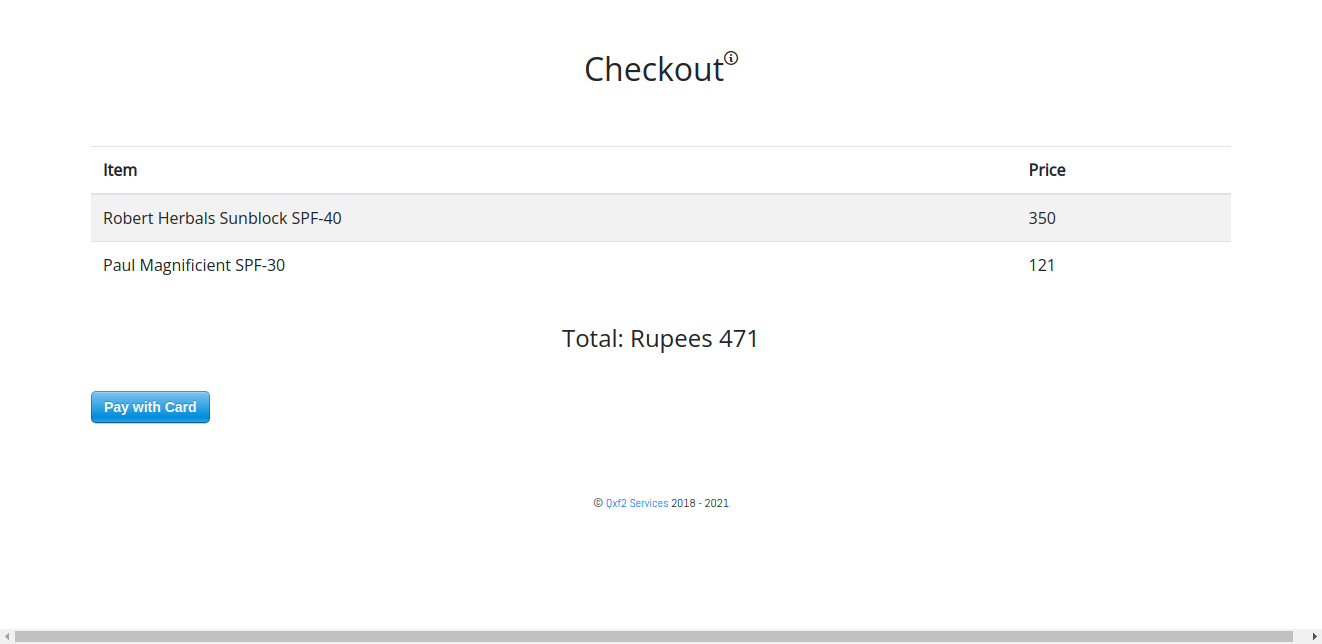 Checkout
Item Price
Robert Herbals Sunblock SPF-40 350
Paul Magnificient SPF-30 121
Total: Rupees 471
Pay with Card
© Qxf2 Services 2018 - 2021